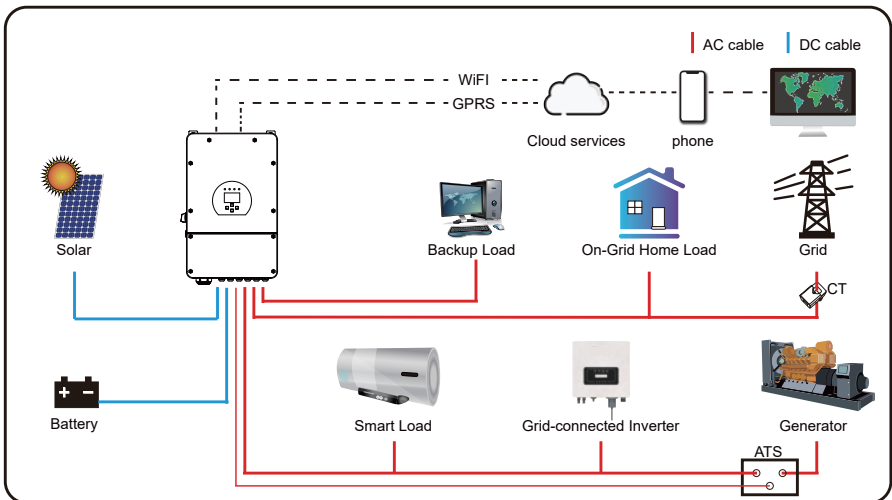 AC cable
DC cable
WiFI
GPRS
Cloud services
phone
Solar
Backup Load
On-Grid Home Load
Grid
CT
Battery
Smart Load
Grid-connected Inverter
Generator
ATS